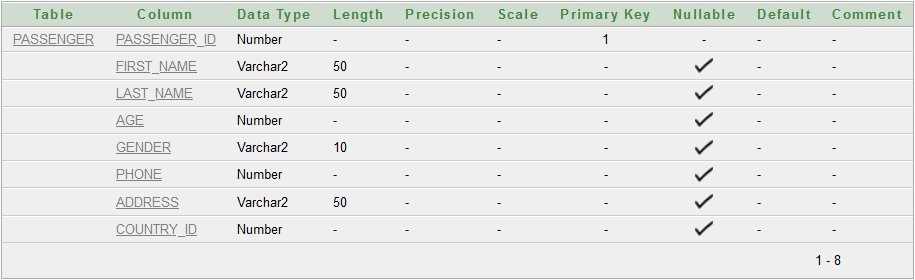 Table Column Data Type Length Precision Scale Primary Key Nullable Default Comment
PASSENGER PASSENGER_ID Number - - - 1 - - -
FIRST_NAME Varchar2 50 - - - ✓ - -
LAST_NAME Varchar2 50 - - - ✓ - -
AGE Number - - - - ✓ - -
GENDER Varchar2 10 - - - ✓ - -
PHONE Number - - - - ✓ - -
ADDRESS Varchar2 50 - - - ✓ - -
COUNTRY_ID Number - - - - ✓ - -
1 - 8